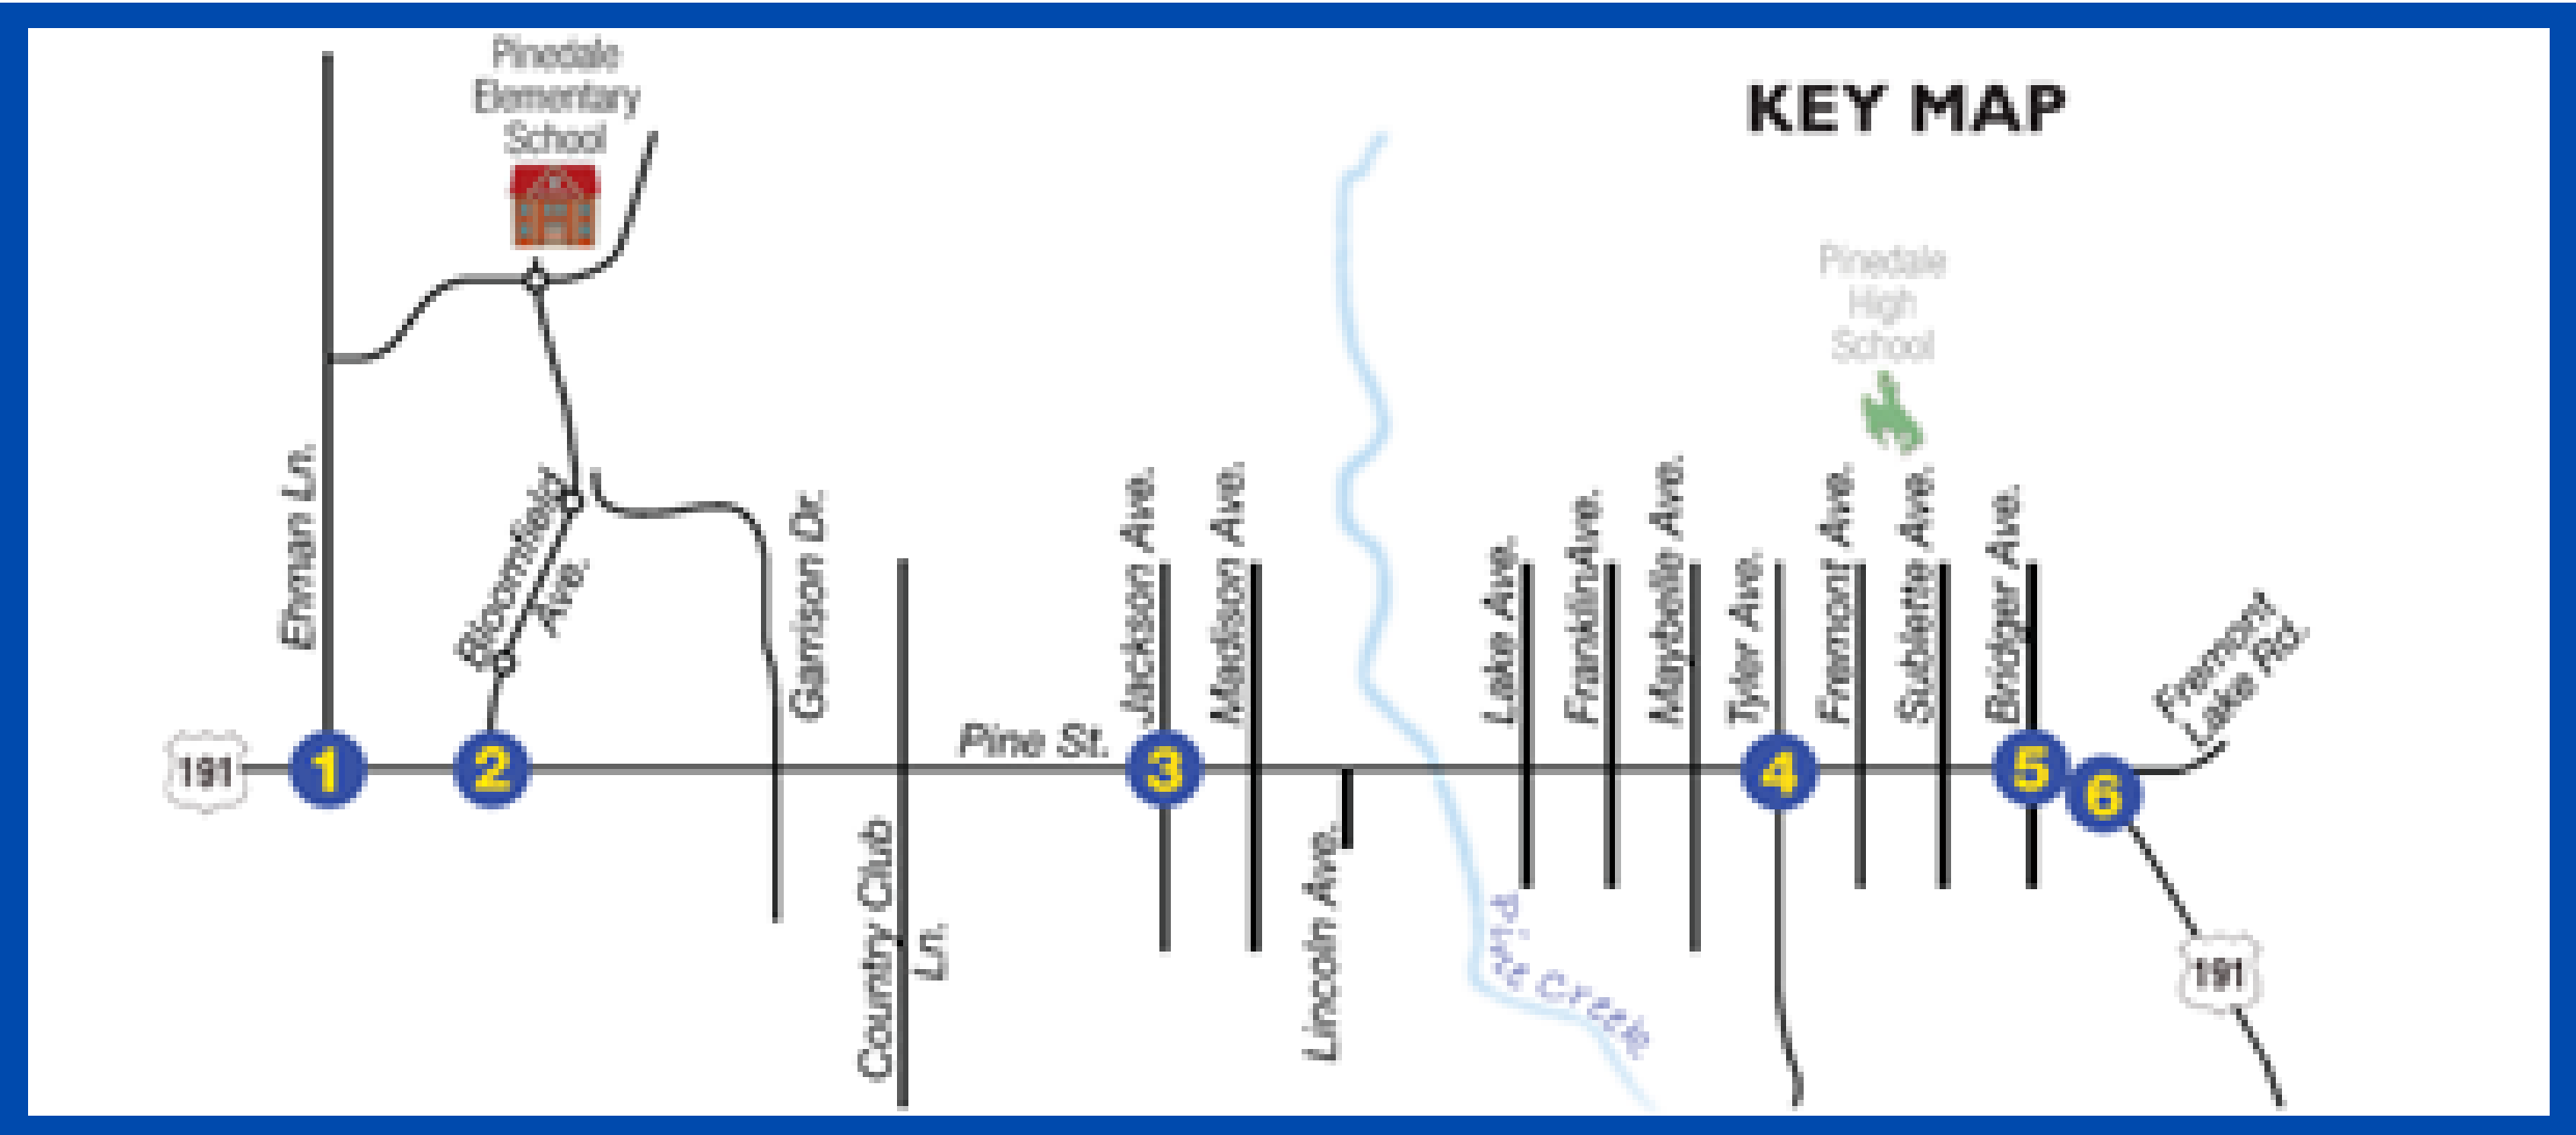 Pinedale
Elementary
School
KEY MAP
Pinedale
High
School
Ehman Ln.
Bloomfield
Ave.
Garrison Dr.
Country Club
Ln.
Pine St.
Jackson Ave.
Madison Ave.
Lincoln Ave.
Pine Creek
Lake Ave.
FranklinAve.
Maybelle Ave.
Tyler Ave.
Fremont Ave.
Sublette Ave.
Bridger Ave.
Fremont
Lake Rd.
191
1
2
3
4
5
6
191